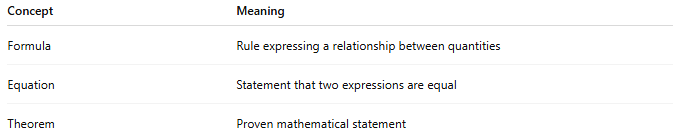 Concept Meaning
Formula Rule expressing a relationship between quantities
Equation Statement that two expressions are equal
Theorem Proven mathematical statement